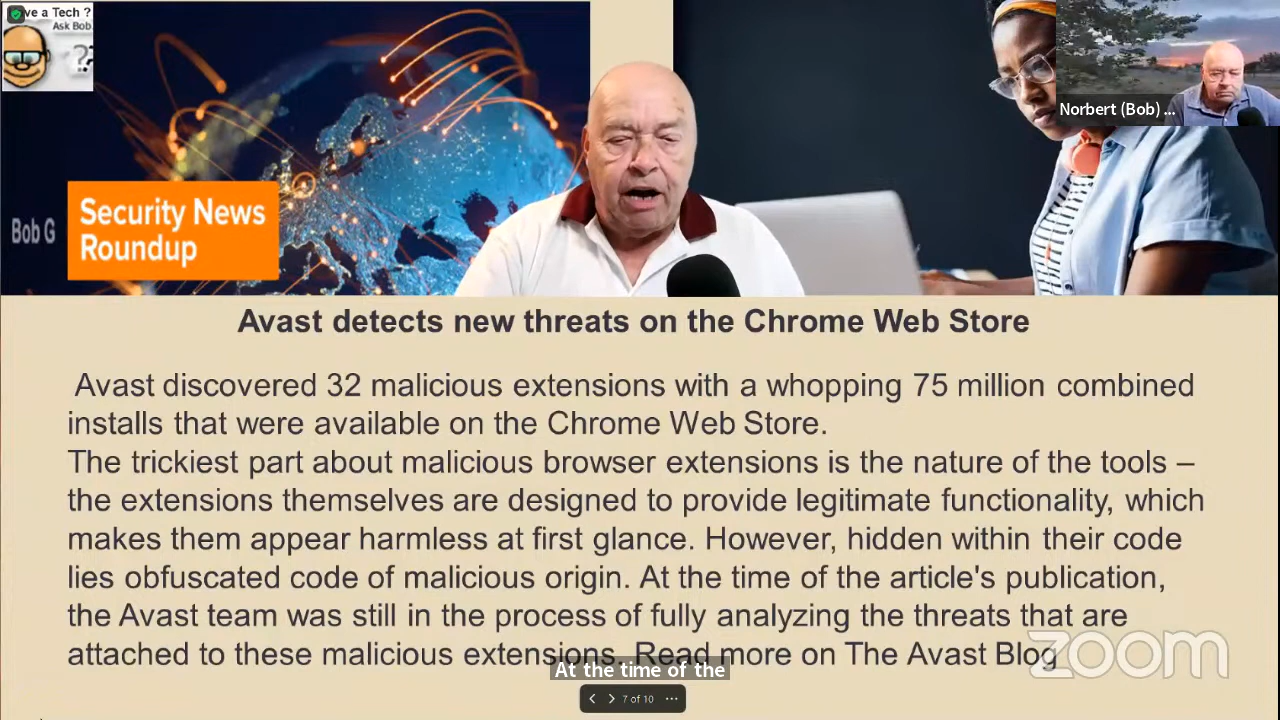 ve a Tech ?
Ask Bob
??
Norbert (Bob) ...
Bob G
Security News
Roundup
Avast detects new threats on the Chrome Web Store
Avast discovered 32 malicious extensions with a whopping 75 million combined
installs that were available on the Chrome Web Store.
The trickiest part about malicious browser extensions is the nature of the tools –
the extensions themselves are designed to provide legitimate functionality, which
makes them appear harmless at first glance. However, hidden within their code
lies obfuscated code of malicious origin. At the time of the article's publication,
the Avast team was still in the process of fully analyzing the threats that are
attached to these malicious extensions. Read more on The Avast Blog
zoom
At the time of the
7 of 10